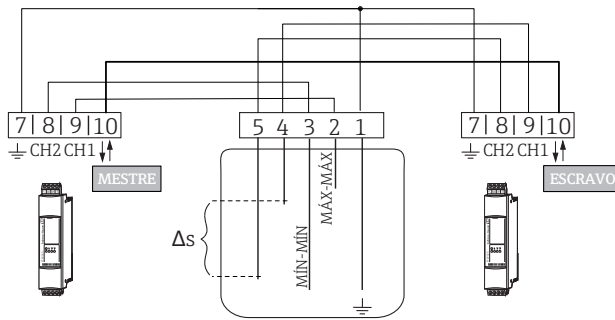 7 | 8 | 9 | 10
CH2 CH1
MESTRE
5 4 3 2 1
Δs
MÍN-MÍN
MÁX-MÁX
7 | 8 | 9 | 10
CH2 CH1
ESCRAVO